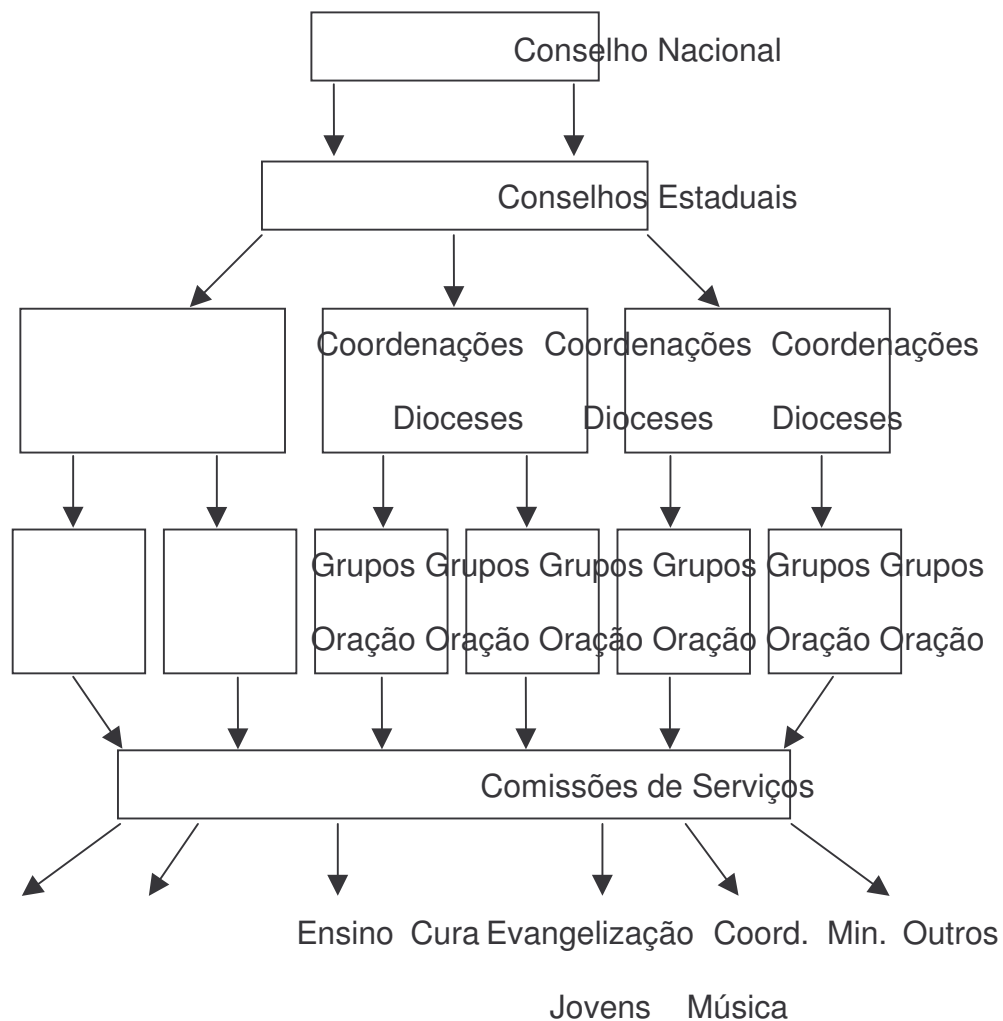 Conselho Nacional
Conselhos Estaduais
Coordenações Coordenações Coordenações
Dioceses Dioceses Dioceses
Grupos Grupos Grupos Grupos Grupos Grupos
Oração Oração Oração Oração Oração Oração
Comissões de Serviços
Ensino Cura Evangelização Coord. Min. Outros
Jovens Música